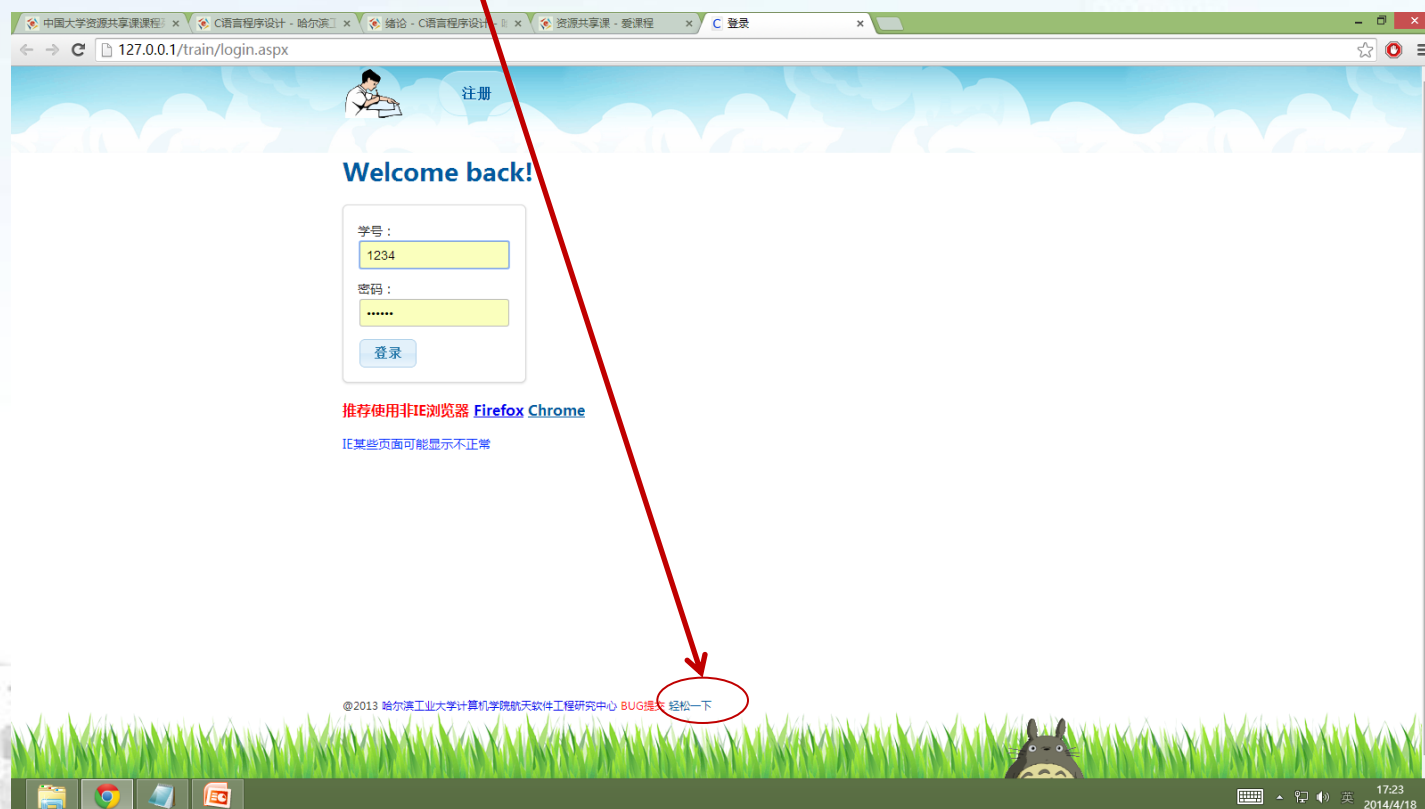 中国大学资源共享课课程
C语言程序设计 - 哈尔滨
绪论 - C语言程序设计 -
资源共享课 - 爱课程
C 登录
127.0.0.1/train/login.aspx
注册
Welcome back!
学号：
1234
密码：
••••••
登录
推荐使用非IE浏览器 Firefox Chrome
IE某些页面可能显示不正常
@2013 哈尔滨工业大学计算机学院航天软件工程研究中心 BUG提交 轻松一下
英
17:23
2014/4/18